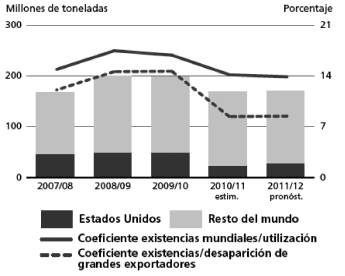 Millones de toneladas Porcentaje
300 21
200 14
100 7
0 0
2007/08 2008/09 2009/10 2010/11 2011/12
estim. pronóst.
Estados Unidos Resto del mundo
Coeficiente existencias mundiales/utilización
Coeficiente existencias/desaparición de
grandes exportadores